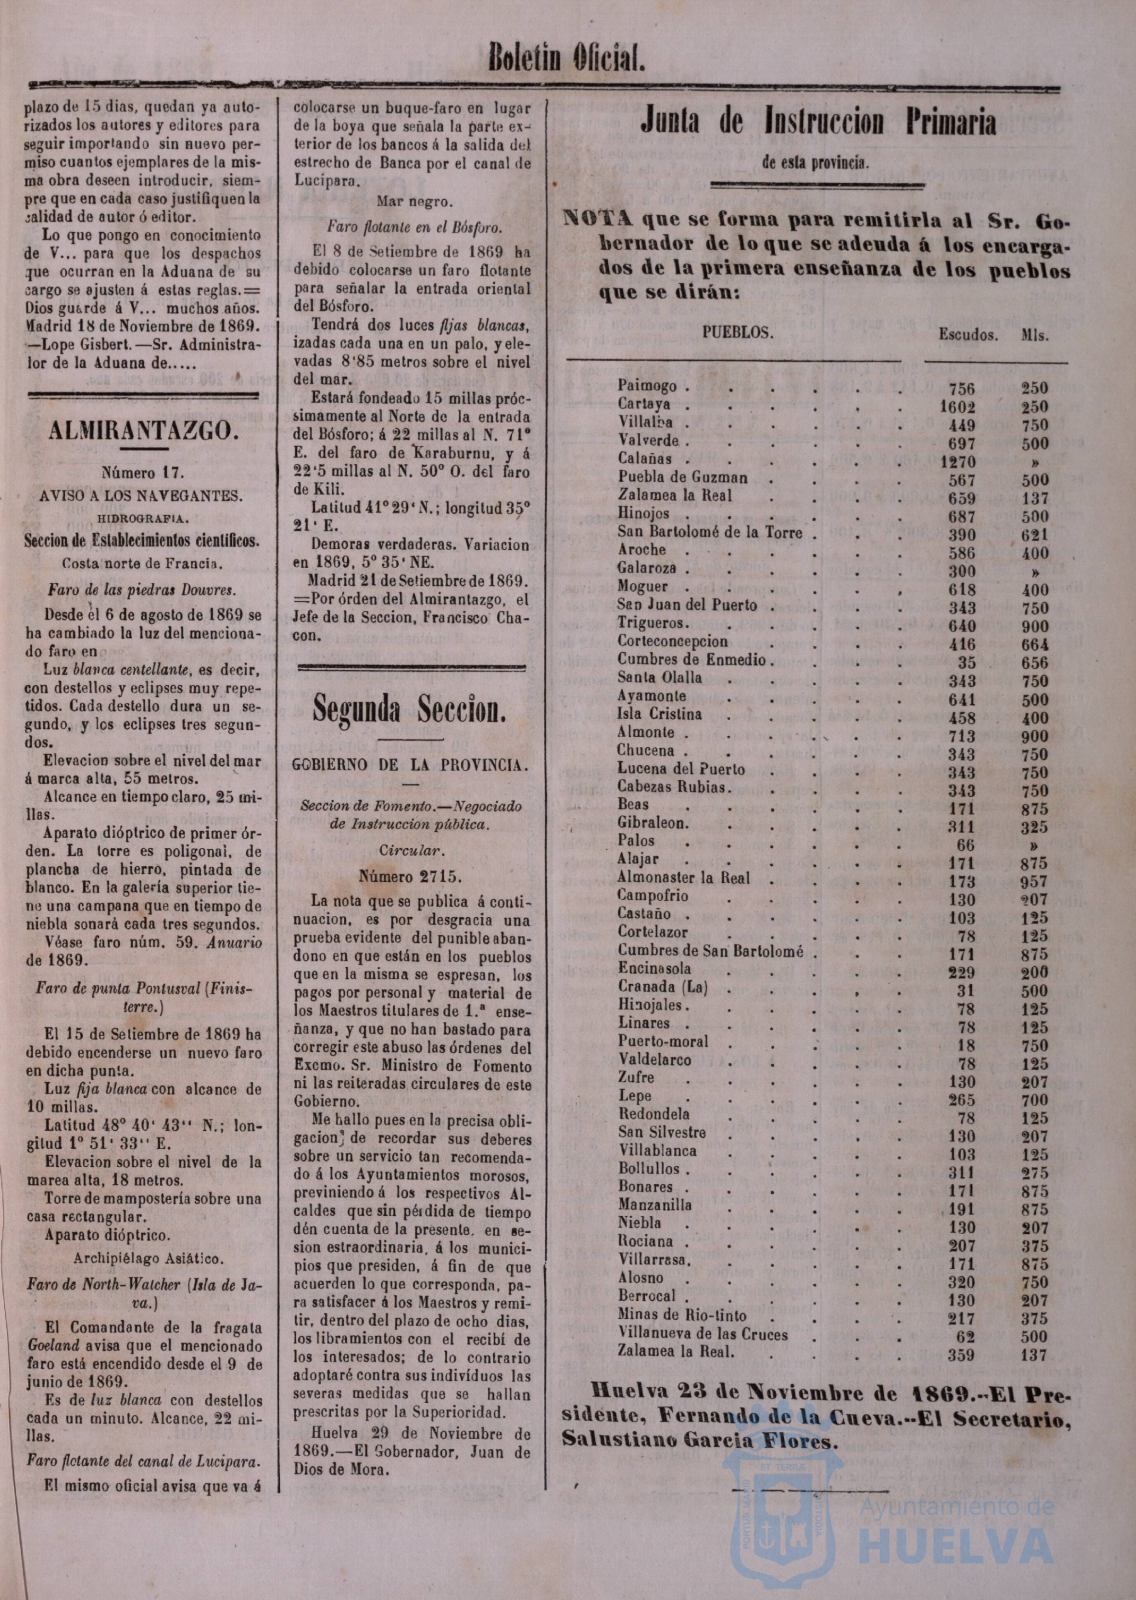 Boletin Oficial.
plazo de 15 dias, quedan ya auto-
rizados los autores y editores para
seguir importando sin nuevo per-
miso cuantos ejemplares de la mis-
ma obra deseen introducir, siem-
pre que en cada caso justifiquen la
calidad de autor ó editor.
Lo que pongo en conocimiento
de V... para que los despachos
que ocurran en la Aduana de su
cargo se ajusten á estas reglas.=
Dios guarde á V... muchos años.
Madrid 18 de Noviembre de 1869.
—Lope Gisbert.—Sr. Administra-
lor de la Aduana de.....
ALMIRANTAZGO.
Número 17.
AVISO A LOS NAVEGANTES.
HIDROGRAFIA.
Seccion de Establecimientos científicos.
Costa norte de Francia.
Faro de las piedras Douvres.
Desde el 6 de agosto de 1869 se
ha cambiado la luz del menciona-
do faro en
Luz blanca centellante, es decir,
con destellos y eclipses muy repe-
tidos. Cada destello dura un se-
gundo, y los eclipses tres segun-
dos.
Elevacion sobre el nivel del mar
á marca alta, 55 metros.
Alcance en tiempo claro, 25 mi-
llas.
Aparato dióptrico de primer ór-
den. La torre es poligonal, de
plancha de hierro, pintada de
blanco. En la galería superior tie-
ne una campana que en tiempo de
niebla sonará cada tres segundos.
Véase faro núm. 59. Anuario
de 1869.
Faro de punta Pontusval (Finis-
terre.)
El 15 de Setiembre de 1869 ha
debido encenderse un nuevo faro
en dicha punta.
Luz fija blanca con alcance de
10 millas.
Latitud 48° 40' 43'' N.; lon-
gitud 1° 51' 33'' E.
Elevacion sobre el nivel de la
marea alta, 18 metros.
Torre de mampostería sobre una
casa rectangular.
Aparato dióptrico.
Archipiélago Asiático.
Faro de North-Watcher (Isla de Ja-
va.)
El Comandante de la fragata
Goeland avisa que el mencionado
faro está encendido desde el 9 de
junio de 1869.
Es de luz blanca con destellos
cada un minuto. Alcance, 22 mi-
llas.
Faro flotante del canal de Lucipara.
El mismo oficial avisa que va á
colocarse un buque-faro en lugar
de la boya que señala la parte ex-
terior de los bancos á la salida del
estrecho de Banca por el canal de
Lucipara.
Mar negro.
Faro flotante en el Bósforo.
El 8 de Setiembre de 1869 ha
debido colocarse un faro flotante
para señalar la entrada oriental
del Bósforo.
Tendrá dos luces fijas blancas,
izadas cada una en un palo, y ele-
vadas 8'85 metros sobre el nivel
del mar.
Estará fondeado 15 millas próc-
simamente al Norte de la entrada
del Bósforo; á 22 millas al N. 71°
E. del faro de Karaburnu, y á
22'5 millas al N. 50° O. del faro
de Kili.
Latitud 41° 29' N.; longitud 35°
21' E.
Demoras verdaderas. Variacion
en 1869, 5° 35' NE.
Madrid 21 de Setiembre de 1869.
=Por órden del Almirantazgo, el
Jefe de la Seccion, Francisco Cha-
con.
Segunda Seccion.
GOBIERNO DE LA PROVINCIA.
Seccion de Fomento.—Negociado
de Instruccion pública.
Circular.
Número 2715.
La nota que se publica á conti-
nuacion, es por desgracia una
prueba evidente del punible aban-
dono en que están en los pueblos
que en la misma se espresan, los
pagos por personal y material de
los Maestros titulares de 1.ª ense-
ñanza, y que no han bastado para
corregir este abuso las órdenes del
Excmo. Sr. Ministro de Fomento
ni las reiteradas circulares de este
Gobierno.
Me hallo pues en la precisa obli-
gacion de recordar sus deberes
sobre un servicio tan recomenda-
do á los Ayuntamientos morosos,
previniendo á los respectivos Al-
caldes que sin pérdida de tiempo
dén cuenta de la presente, en se-
sion estraordinaria, á los munici-
pios que presiden, á fin de que
acuerden lo que corresponda, pa-
ra satisfacer á los Maestros y remi-
tir, dentro del plazo de ocho dias,
los libramientos con el recibí de
los interesados; de lo contrario
adoptaré contra sus indivíduos las
severas medidas que se hallan
prescritas por la Superioridad.
Huelva 29 de Noviembre de
1869.—El Gobernador, Juan de
Dios de Mora.
Junta de Instruccion Primaria
de esta provincia.
NOTA que se forma para remitirla al Sr. Go-
bernador de lo que se adeuda á los encarga-
dos de la primera enseñanza de los pueblos
que se dirán:
PUEBLOS. Escudos. Mls.
Paimogo . . . . . . 756 250
Cartaya . . . . . . 1602 250
Villalba . . . . . . 449 750
Valverde . . . . . . 697 500
Calañas . . . . . . 1270 »
Puebla de Guzman . . . . 567 500
Zalamea la Real . . . . 659 137
Hinojos . . . . . . 687 500
San Bartolomé de la Torre . . . 390 621
Aroche . . . . . . 586 400
Galaroza . . . . . . 300 »
Moguer . . . . . . 618 400
San Juan del Puerto . . . . 343 750
Trigueros. . . . . . 640 900
Corteconcepcion . . . . 416 664
Cumbres de Enmedio. . . . 35 656
Santa Olalla . . . . . 343 750
Ayamonte . . . . . 641 500
Isla Cristina . . . . . 458 400
Almonte . . . . . . 713 900
Chucena . . . . . . 343 750
Lucena del Puerto . . . . 343 750
Cabezas Rubias. . . . . 343 750
Beas . . . . . . 171 875
Gibraleon. . . . . . 311 325
Palos . . . . . . 66 »
Alajar . . . . . . 171 875
Almonaster la Real . . . . 173 957
Campofrio . . . . . 130 207
Castaño . . . . . . 103 125
Cortelazor . . . . . 78 125
Cumbres de San Bartolomé . . . 171 875
Encinasola . . . . . 229 200
Granada (La) . . . . . 31 500
Hinojales. . . . . . 78 125
Linares . . . . . . 78 125
Puerto-moral . . . . . 18 750
Valdelarco . . . . . 78 125
Zufre . . . . . . 130 207
Lepe . . . . . . 265 700
Redondela . . . . . 78 125
San Silvestre . . . . . 130 207
Villablanca . . . . . 103 125
Bollullos . . . . . . 311 275
Bonares . . . . . . 171 875
Manzanilla . . . . . 191 875
Niebla . . . . . . 130 207
Rociana . . . . . . 207 375
Villarrasa. . . . . . 171 875
Alosno . . . . . . 320 750
Berrocal . . . . . . 130 207
Minas de Rio-tinto . . . . 217 375
Villanueva de las Cruces . . . 62 500
Zalamea la Real. . . . . 359 137
Huelva 23 de Noviembre de 1869.--El Pre-
sidente, Fernando de la Cueva.--El Secretario,
Salustiano Garcia Flores.
Ayuntamiento de
HUELVA